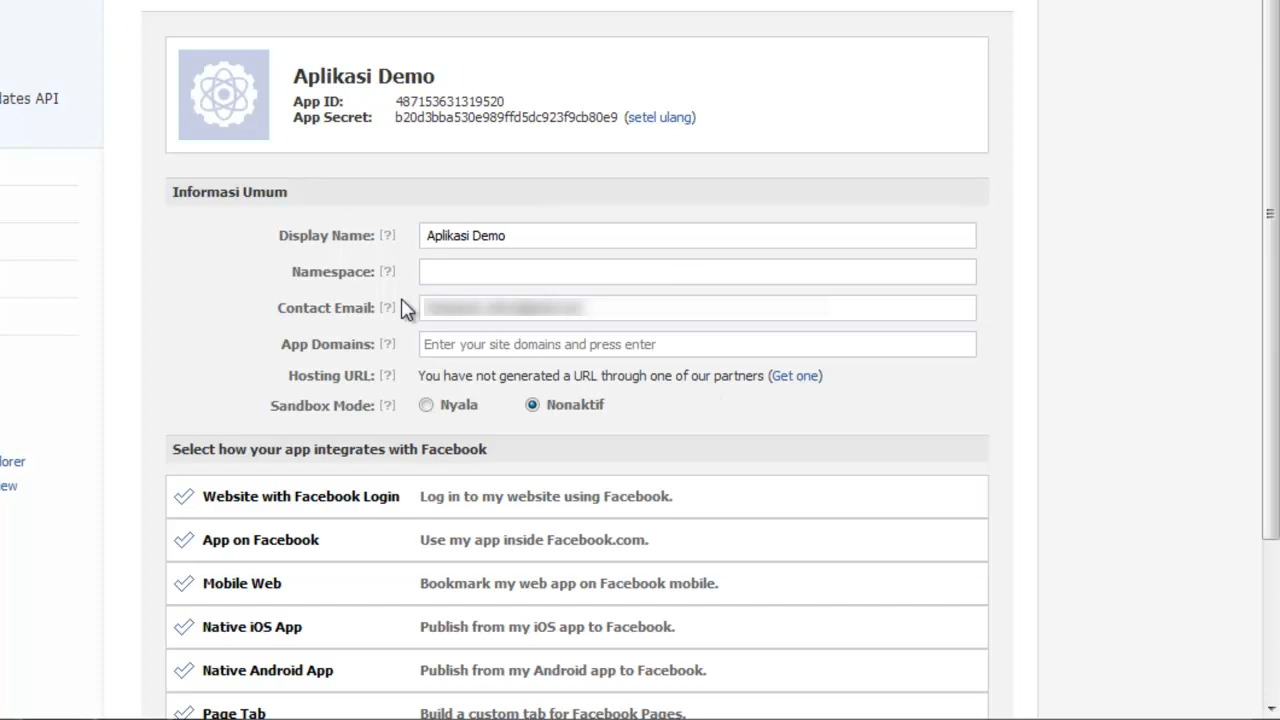 lates API
lorer
ew
Aplikasi Demo
App ID: 487153631319520
App Secret: b20d3bba530e989ffd5dc923f9cb80e9 (setel ulang)
Informasi Umum
Display Name: [?] Aplikasi Demo
Namespace: [?]
Contact Email: [?]
App Domains: [?] Enter your site domains and press enter
Hosting URL: [?] You have not generated a URL through one of our partners (Get one)
Sandbox Mode: [?] Nyala Nonaktif
Select how your app integrates with Facebook
Website with Facebook Login Log in to my website using Facebook.
App on Facebook Use my app inside Facebook.com.
Mobile Web Bookmark my web app on Facebook mobile.
Native iOS App Publish from my iOS app to Facebook.
Native Android App Publish from my Android app to Facebook.
Page Tab Build a custom tab for Facebook Pages.